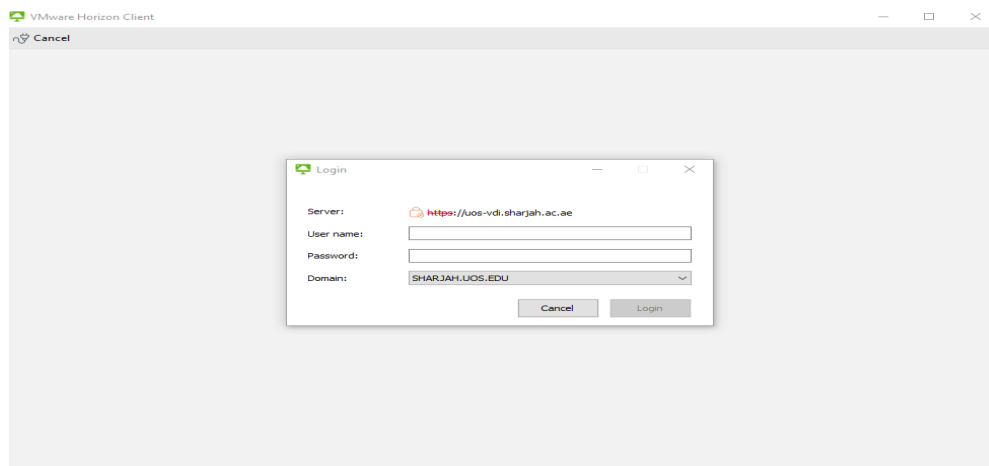 VMware Horizon Client
Cancel
Login
Server: https://uos-vdi.sharjah.ac.ae
User name:
Password:
Domain: SHARJAH.UOS.EDU
Cancel Login